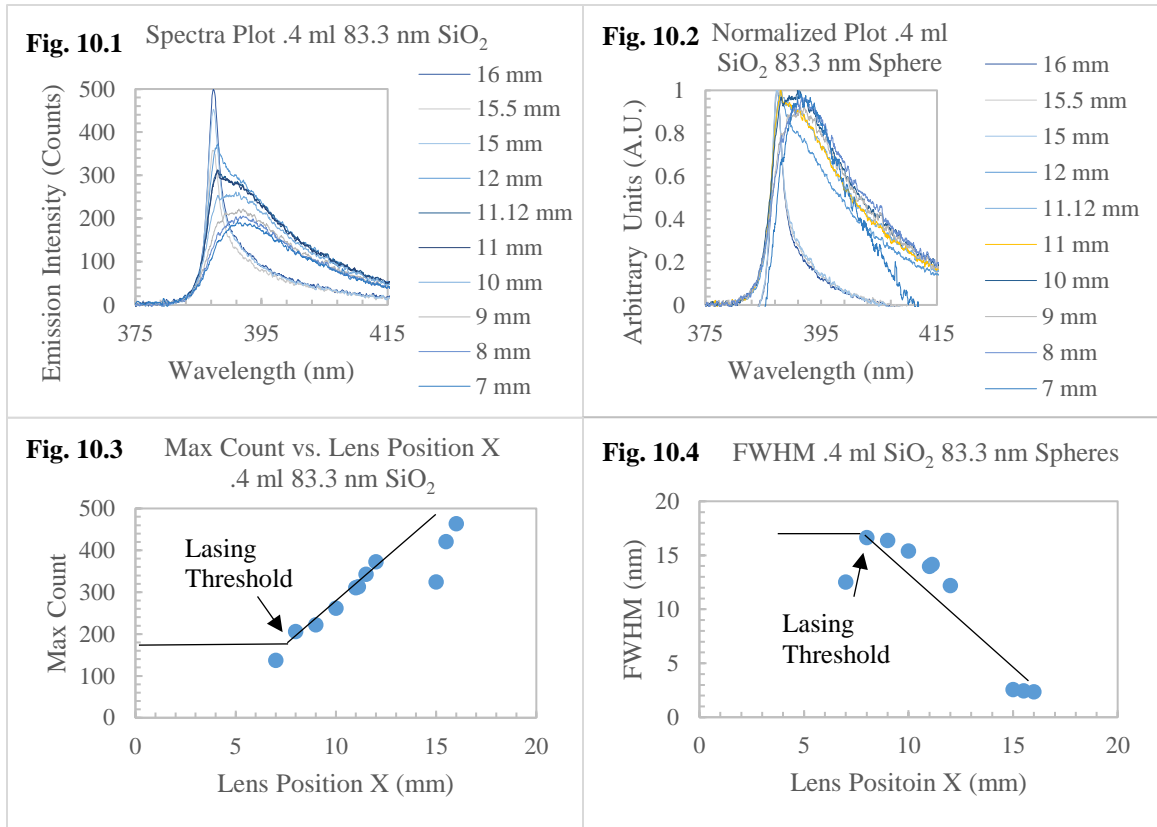 Fig. 10.1
Spectra Plot .4 ml 83.3 nm SiO₂
Emission Intensity (Counts)
500
400
300
200
100
0
375
395
415
Wavelength (nm)
16 mm
15.5 mm
15 mm
12 mm
11.12 mm
11 mm
10 mm
9 mm
8 mm
7 mm
Fig. 10.2
Normalized Plot .4 ml
SiO₂ 83.3 nm Sphere
Arbitrary Units (A.U.)
1
0.8
0.6
0.4
0.2
0
375
395
415
Wavelength (nm)
16 mm
15.5 mm
15 mm
12 mm
11.12 mm
11 mm
10 mm
9 mm
8 mm
7 mm
Fig. 10.3
Max Count vs. Lens Position X
.4 ml 83.3 nm SiO₂
Max Count
500
400
300
200
100
0
Lasing
Threshold
0
5
10
15
20
Lens Position X (mm)
Fig. 10.4
FWHM .4 ml SiO₂ 83.3 nm Spheres
FWHM (nm)
20
15
10
5
0
Lasing
Threshold
0
5
10
15
20
Lens Positoin X (mm)